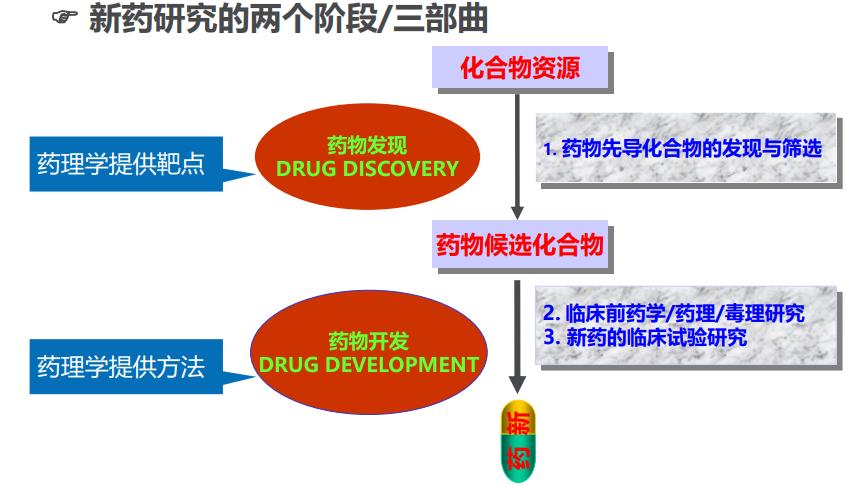 新药研究的两个阶段/三部曲
化合物资源
药物发现
DRUG DISCOVERY
药理学提供靶点
1. 药物先导化合物的发现与筛选
药物候选化合物
药物开发
DRUG DEVELOPMENT
药理学提供方法
2. 临床前药学/药理/毒理研究
3. 新药的临床试验研究
新药